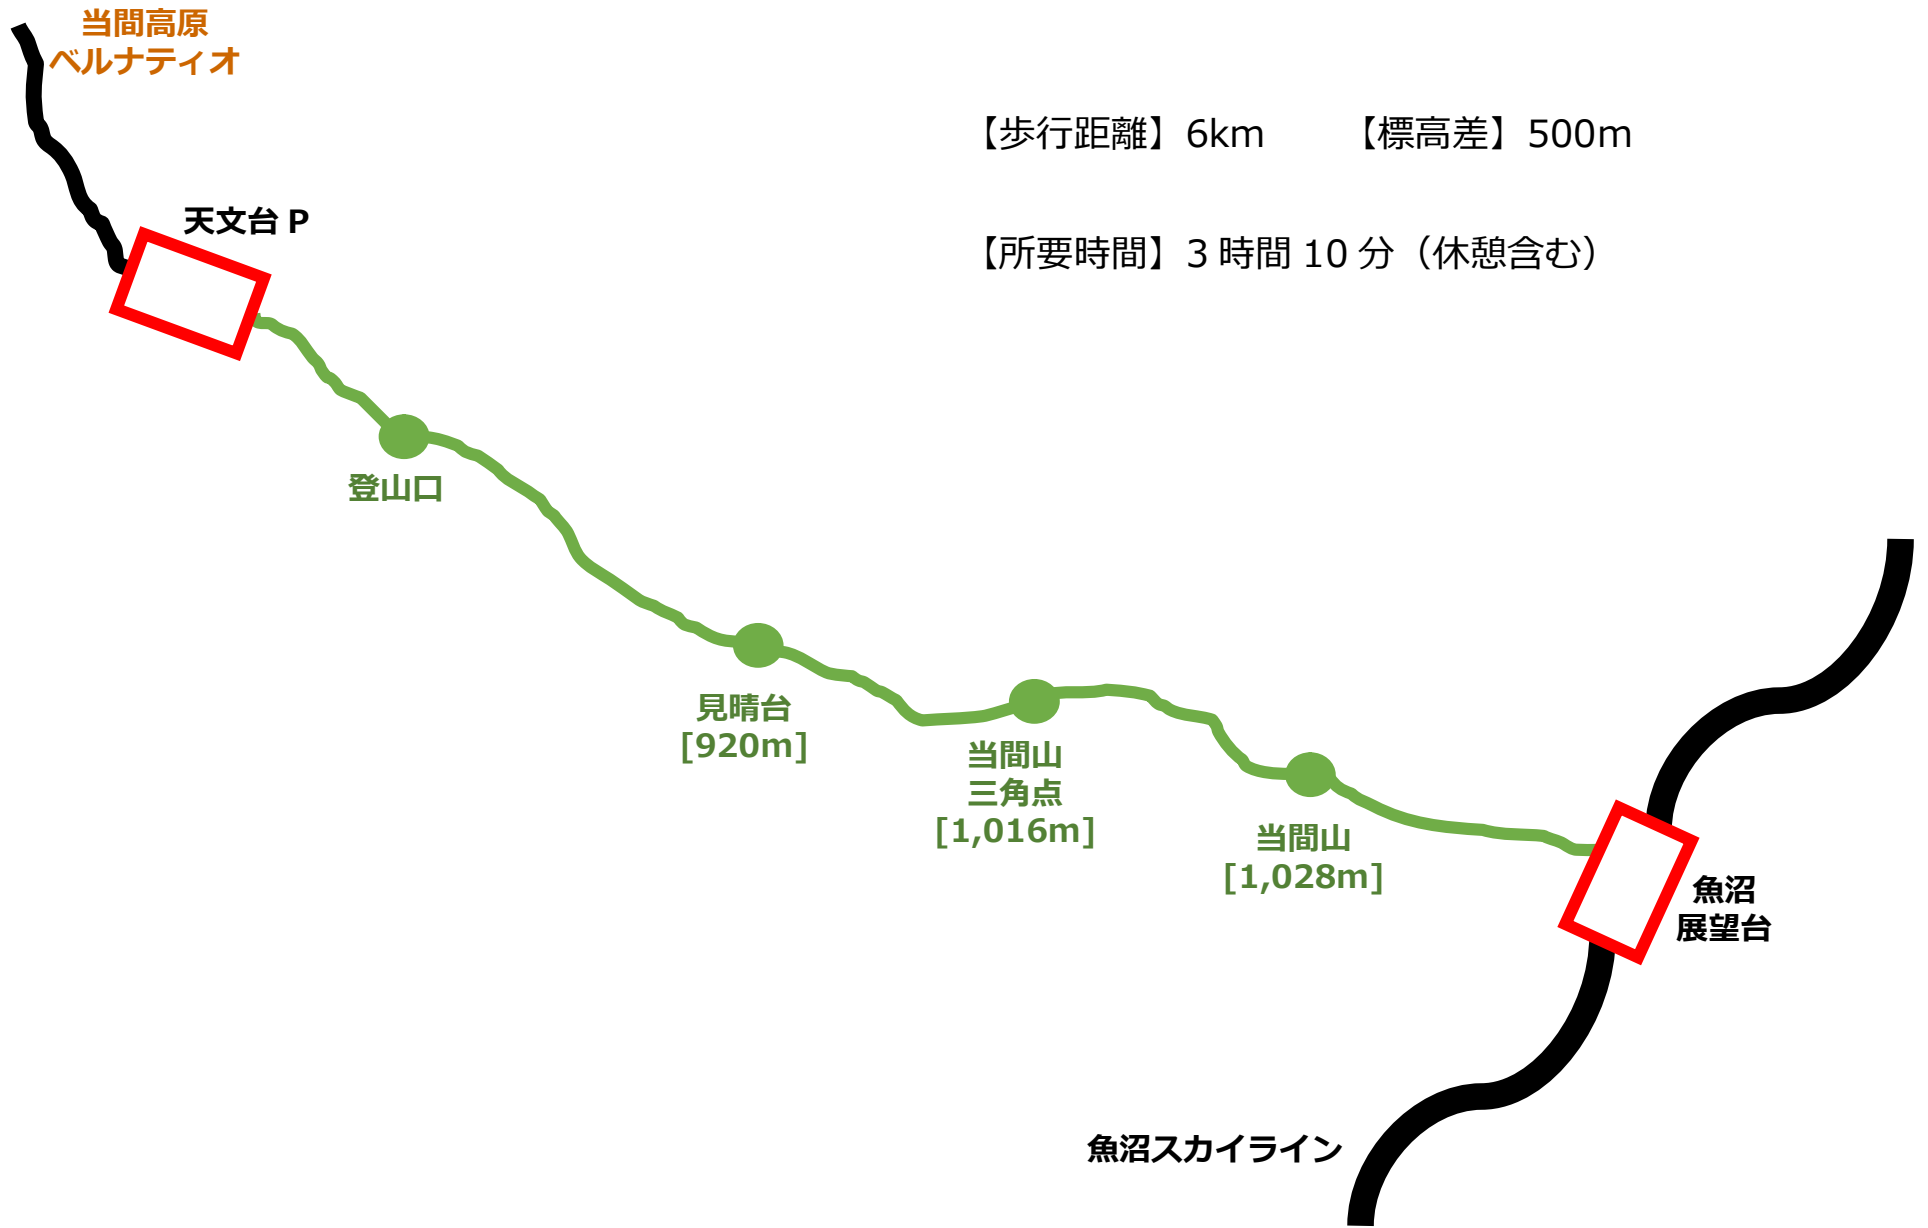 当間高原
ベルナティオ
【歩行距離】6km　　【標高差】500m
天文台 P
【所要時間】3 時間 10 分（休憩含む）
登山口
見晴台
[920m]
当間山
三角点
[1,016m]
当間山
[1,028m]
魚沼
展望台
魚沼スカイライン